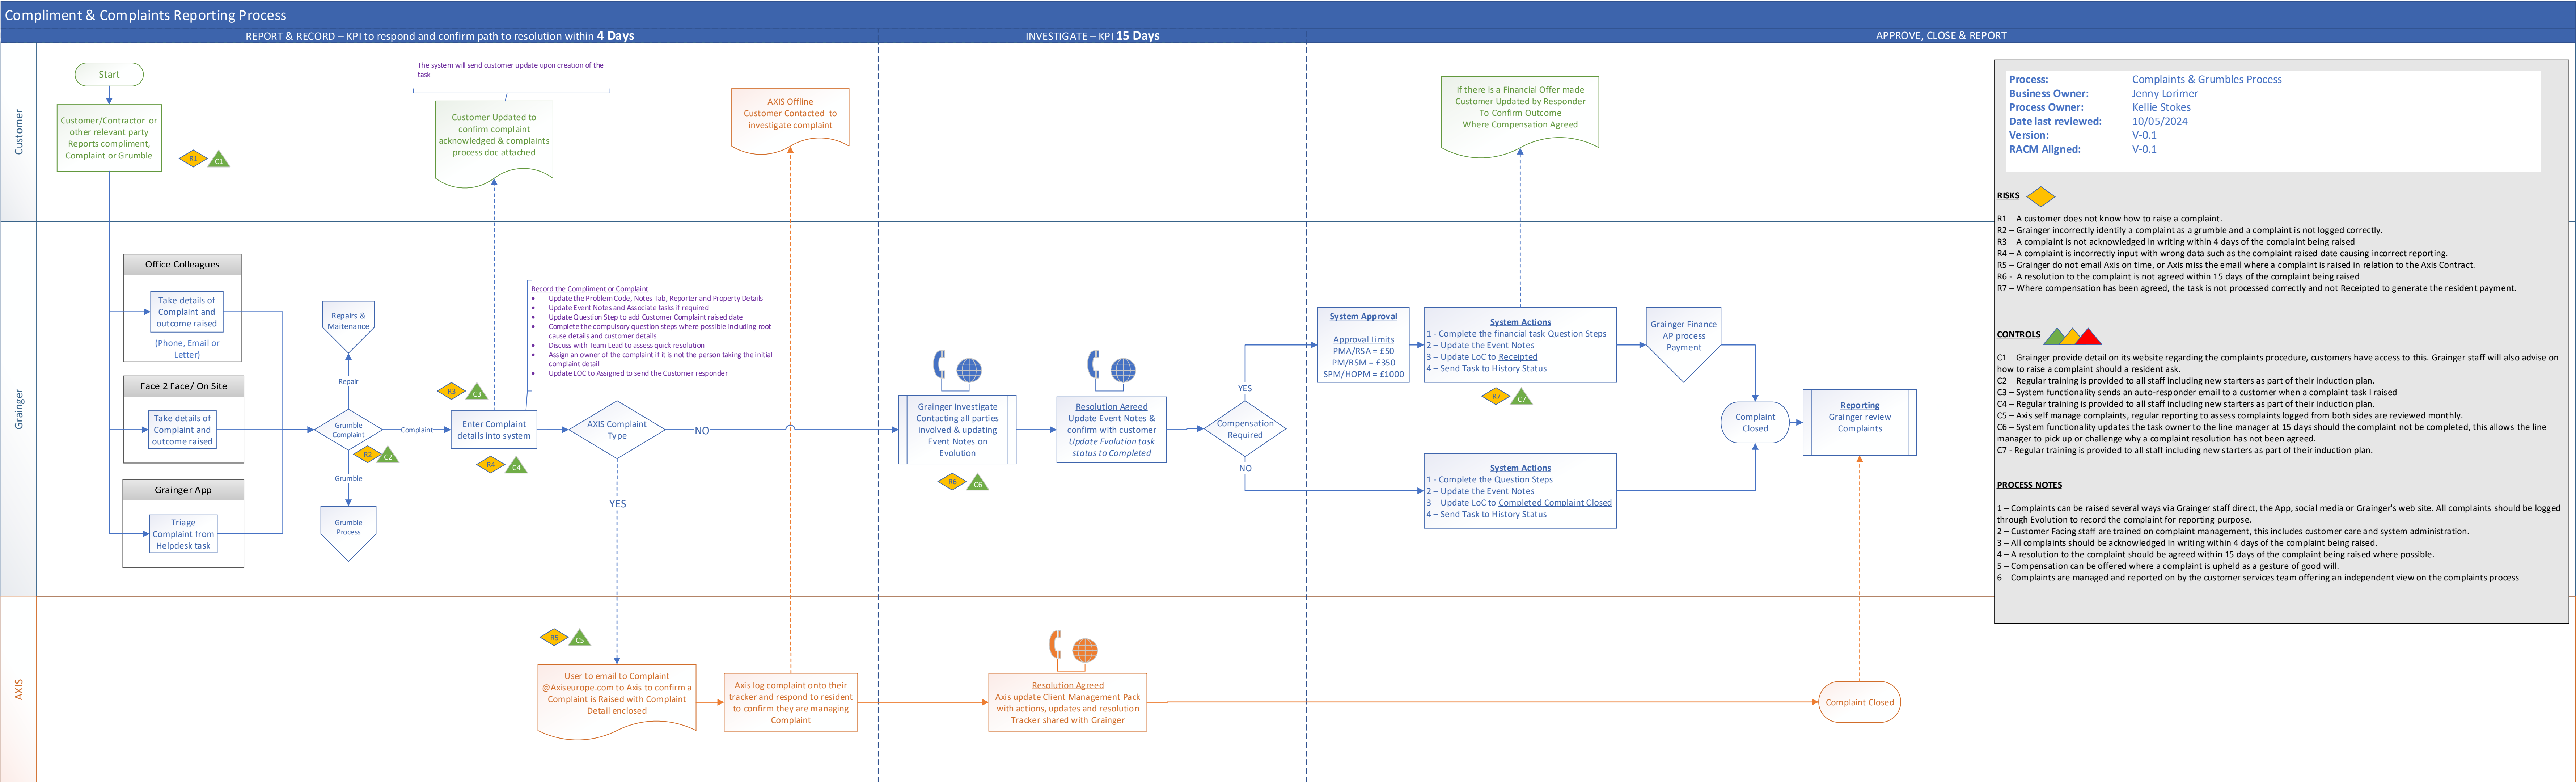 Compliment & Complaints Reporting Process
REPORT & RECORD – KPI to respond and confirm path to resolution within 4 Days
INVESTIGATE – KPI 15 Days
APPROVE, CLOSE & REPORT
Customer
Start
Customer/Contractor or
other relevant party
Reports compliment,
Complaint or Grumble
R1
C1
The system will send customer update upon creation of the
task
Customer Updated to
confirm complaint
acknowledged & complaints
process doc attached
AXIS Offline
Customer Contacted to
investigate complaint
If there is a Financial Offer made
Customer Updated by Responder
To Confirm Outcome
Where Compensation Agreed
Grainger
Office Colleagues
Take details of
Complaint and
outcome raised
(Phone, Email or
Letter)
Face 2 Face/ On Site
Take details of
Complaint and
outcome raised
Grainger App
Triage
Complaint from
Helpdesk task
Repairs &
Maintenance
Repair
Grumble
Complaint
R2
C2
Grumble
Grumble
Process
Complaint
R3
C3
Enter Complaint
details into system
R4
C4
Record the Compliment or Complaint
• Update the Problem Code, Notes Tab, Reporter and Property Details
• Update Event Notes and Associate tasks if required
• Update Question Step to add Customer Complaint raised date
• Complete the compulsory question steps where possible including root
cause details and customer details
• Discuss with Team Lead to assess quick resolution
• Assign an owner of the complaint if it is not the person taking the initial
complaint detail
• Update LOC to Assigned to send the Customer responder
AXIS Complaint
Type
NO
YES
Grainger Investigate
Contacting all parties
involved & updating
Event Notes on
Evolution
R6
C6
Resolution Agreed
Update Event Notes &
confirm with customer
Update Evolution task
status to Completed
Compensation
Required
YES
NO
System Approval
Approval Limits
PMA/RSA = £50
PM/RSM = £350
SPM/HOPM = £1000
System Actions
1 - Complete the financial task Question Steps
2 – Update the Event Notes
3 – Update LoC to Receipted
4 – Send Task to History Status
R7
C7
Grainger Finance
AP process
Payment
System Actions
1 - Complete the Question Steps
2 – Update the Event Notes
3 – Update LoC to Completed Complaint Closed
4 – Send Task to History Status
Complaint
Closed
Reporting
Grainger review
Complaints
AXIS
R5
C5
User to email to Complaint
@Axiseurope.com to Axis to confirm a
Complaint is Raised with Complaint
Detail enclosed
Axis log complaint onto their
tracker and respond to resident
to confirm they are managing
Complaint
Resolution Agreed
Axis update Client Management Pack
with actions, updates and resolution
Tracker shared with Grainger
Complaint Closed
Process: Complaints & Grumbles Process
Business Owner: Jenny Lorimer
Process Owner: Kellie Stokes
Date last reviewed: 10/05/2024
Version: V-0.1
RACM Aligned: V-0.1
RISKS
R1 – A customer does not know how to raise a complaint.
R2 – Grainger incorrectly identify a complaint as a grumble and a complaint is not logged correctly.
R3 – A complaint is not acknowledged in writing within 4 days of the complaint being raised
R4 – A complaint is incorrectly input with wrong data such as the complaint raised date causing incorrect reporting.
R5 – Grainger do not email Axis on time, or Axis miss the email where a complaint is raised in relation to the Axis Contract.
R6 - A resolution to the complaint is not agreed within 15 days of the complaint being raised
R7 – Where compensation has been agreed, the task is not processed correctly and not Receipted to generate the resident payment.
CONTROLS
C1 – Grainger provide detail on its website regarding the complaints procedure, customers have access to this. Grainger staff will also advise on
how to raise a complaint should a resident ask.
C2 – Regular training is provided to all staff including new starters as part of their induction plan.
C3 – System functionality sends an auto-responder email to a customer when a complaint task I raised
C4 – Regular training is provided to all staff including new starters as part of their induction plan.
C5 – Axis self manage complaints, regular reporting to assess complaints logged from both sides are reviewed monthly.
C6 – System functionality updates the task owner to the line manager at 15 days should the complaint not be completed, this allows the line
manager to pick up or challenge why a complaint resolution has not been agreed.
C7 - Regular training is provided to all staff including new starters as part of their induction plan.
PROCESS NOTES
1 – Complaints can be raised several ways via Grainger staff direct, the App, social media or Grainger's web site. All complaints should be logged
through Evolution to record the complaint for reporting purpose.
2 – Customer Facing staff are trained on complaint management, this includes customer care and system administration.
3 – All complaints should be acknowledged in writing within 4 days of the complaint being raised.
4 – A resolution to the complaint should be agreed within 15 days of the complaint being raised where possible.
5 – Compensation can be offered where a complaint is upheld as a gesture of good will.
6 – Complaints are managed and reported on by the customer services team offering an independent view on the complaints process